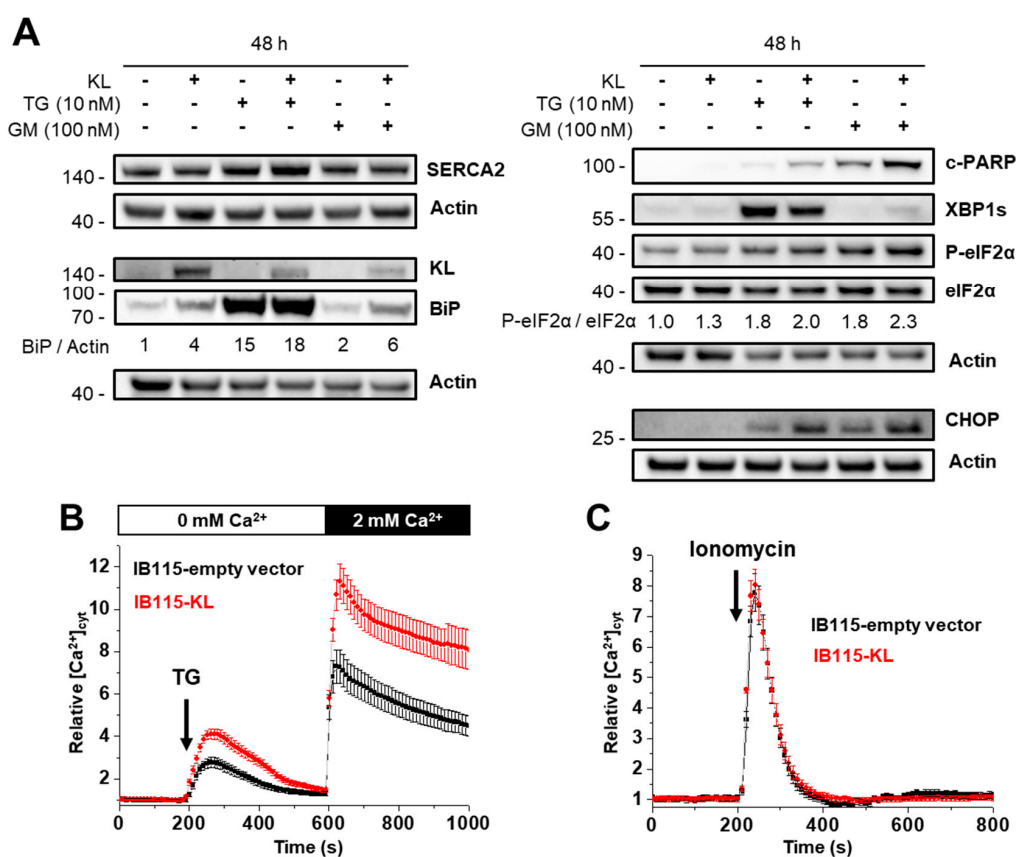 A
48 h
KL - + - + - +
TG (10 nM) - - + + - -
GM (100 nM) - - - - + +
140 - SERCA2
40 - Actin
140 - KL
100 -
70 - BiP
BiP / Actin 1 4 15 18 2 6
40 - Actin
48 h
KL - + - + - +
TG (10 nM) - - + + - -
GM (100 nM) - - - - + +
100 - c-PARP
55 - XBP1s
40 - P-eIF2α
40 - eIF2α
P-eIF2α / eIF2α 1.0 1.3 1.8 2.0 1.8 2.3
40 - Actin
25 - CHOP
Actin
B
0 mM Ca²⁺ 2 mM Ca²⁺
IB115-empty vector
IB115-KL
TG
Relative [Ca²⁺]cyt
12
10
8
6
4
2
0 200 400 600 800 1000
Time (s)
C
Ionomycin
IB115-empty vector
IB115-KL
Relative [Ca²⁺]cyt
9
8
7
6
5
4
3
2
1
0 200 400 600 800
Time (s)